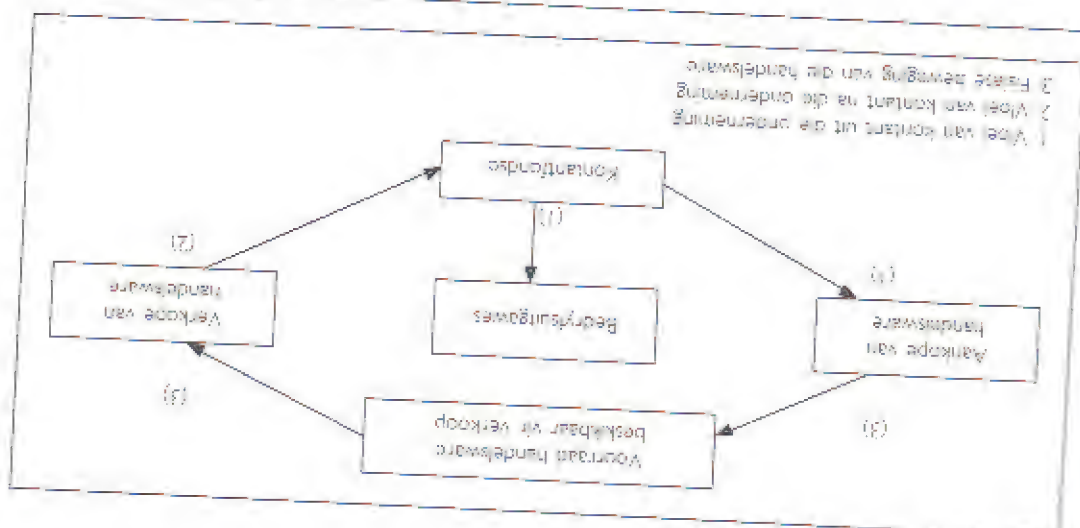 Voorraad handelsware
beskikbaar vir verkoop
(3)
(3)
Aankope van
handelsware
Bedryfsuitgawes
Verkope van
handelsware
(1)
(1)
(2)
Kontantfondse
1 Vloei van kontant uit die onderneming
2 Vloei van kontant na die onderneming
3 Fisiese beweging van die handelsware